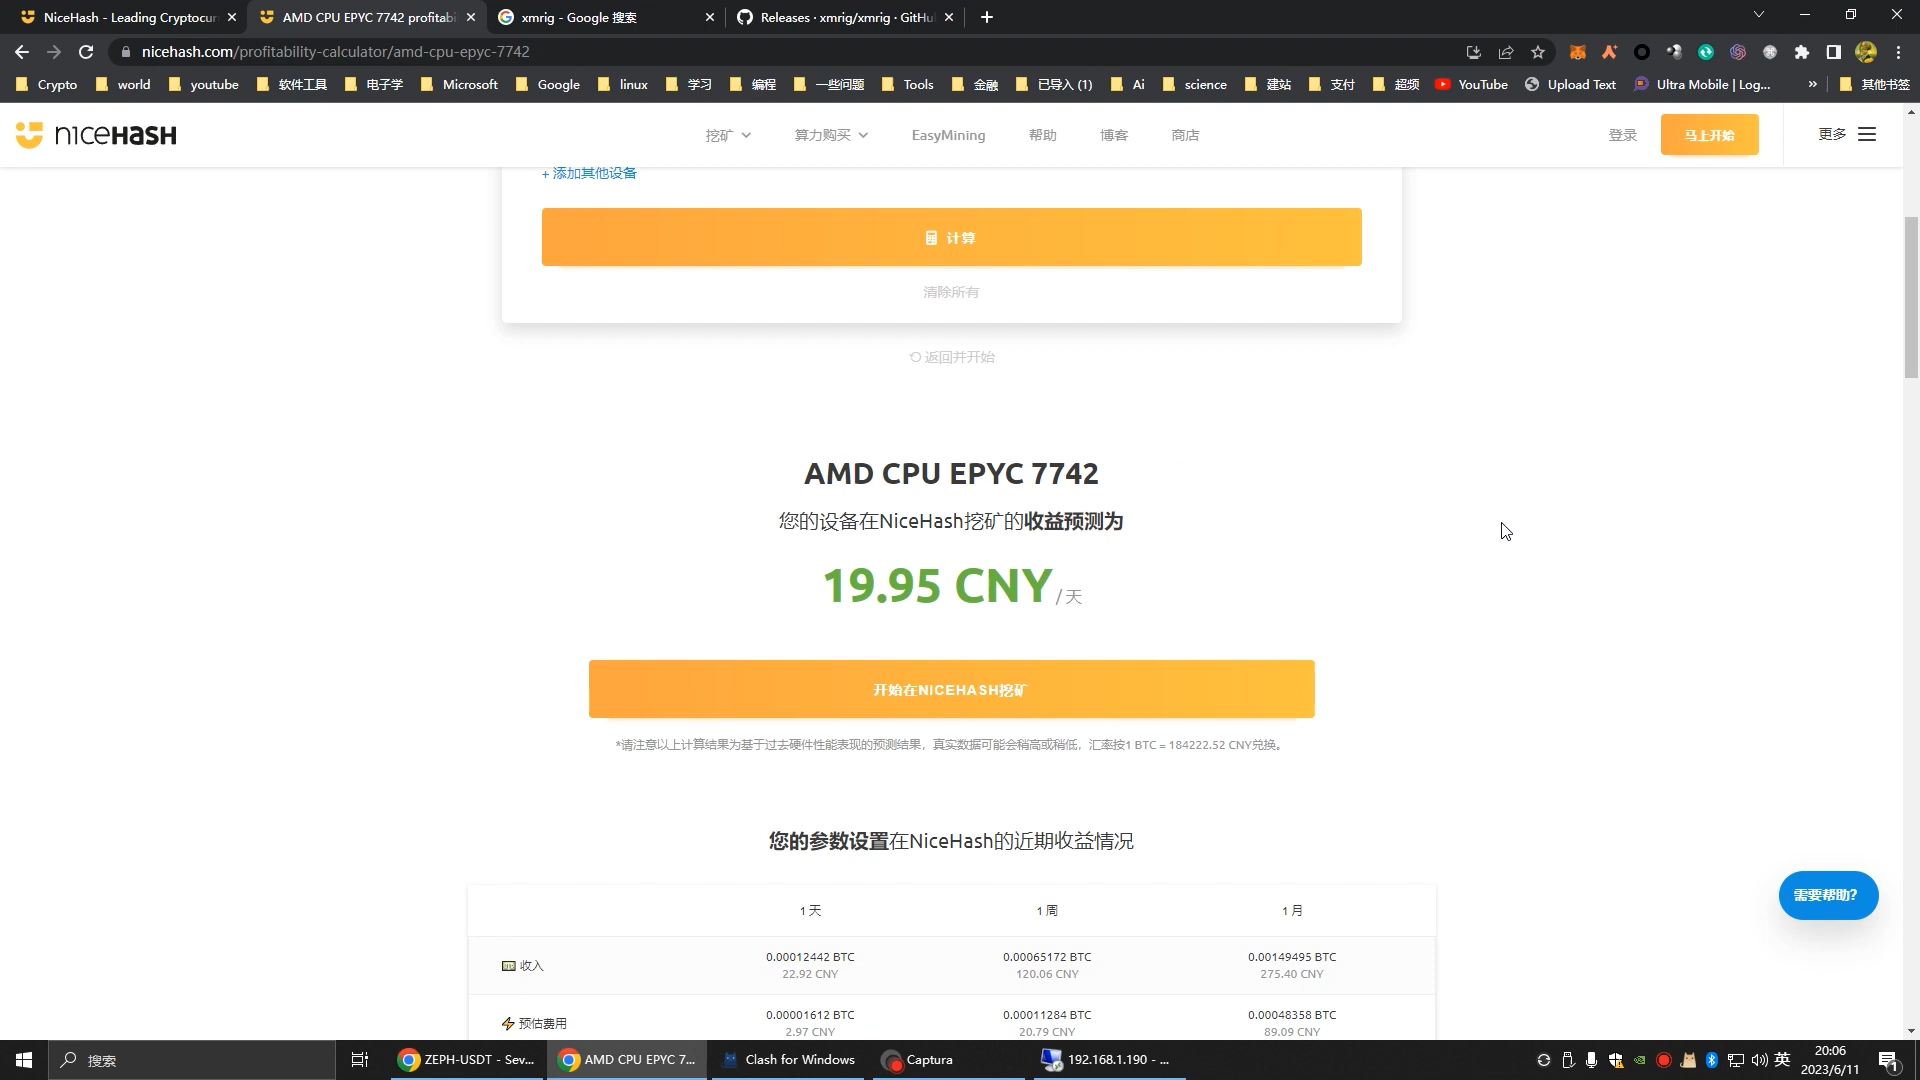 NiceHash - Leading Cryptocur
AMD CPU EPYC 7742 profitabi
xmrig - Google 搜索
Releases · xmrig/xmrig · GitHu
nicehash.com/profitability-calculator/amd-cpu-epyc-7742
Crypto
world
youtube
软件工具
电子学
Microsoft
Google
linux
学习
编程
一些问题
Tools
金融
已导入 (1)
Ai
science
建站
支付
超频
YouTube
Upload Text
Ultra Mobile | Log...
»
其他书签
niceHASH
挖矿
算力购买
EasyMining
帮助
博客
商店
登录
马上开始
更多
+ 添加其他设备
计算
清除所有
返回并开始
AMD CPU EPYC 7742
您的设备在NiceHash挖矿的收益预测为
19.95 CNY / 天
开始在NICEHASH挖矿
*请注意以上计算结果为基于过去硬件性能表现的预测结果，真实数据可能会稍高或稍低，汇率按1 BTC = 184222.52 CNY兑换。
您的参数设置在NiceHash的近期收益情况
1 天
1 周
1 月
收入
0.00012442 BTC
22.92 CNY
0.00065172 BTC
120.06 CNY
0.00149495 BTC
275.40 CNY
预估费用
0.00001612 BTC
2.97 CNY
0.00011284 BTC
20.79 CNY
0.00048358 BTC
89.09 CNY
需要帮助?
搜索
ZEPH-USDT - Sev...
AMD CPU EPYC 7...
Clash for Windows
Captura
192.168.1.190 - ...
英
20:06
2023/6/11
1